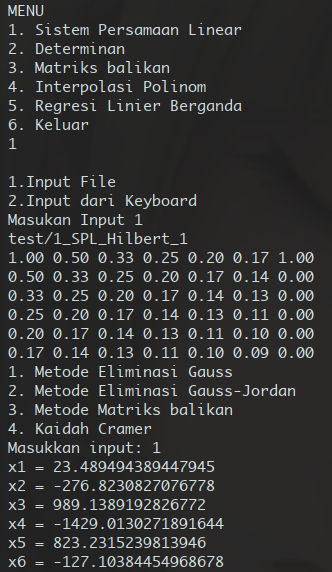 MENU
1. Sistem Persamaan Linear
2. Determinan
3. Matriks balikan
4. Interpolasi Polinom
5. Regresi Linier Berganda
6. Keluar
1
1.Input File
2.Input dari Keyboard
Masukan Input 1
test/1_SPL_Hilbert_1
1.00 0.50 0.33 0.25 0.20 0.17 1.00
0.50 0.33 0.25 0.20 0.17 0.14 0.00
0.33 0.25 0.20 0.17 0.14 0.13 0.00
0.25 0.20 0.17 0.14 0.13 0.11 0.00
0.20 0.17 0.14 0.13 0.11 0.10 0.00
0.17 0.14 0.13 0.11 0.10 0.09 0.00
1. Metode Eliminasi Gauss
2. Metode Eliminasi Gauss-Jordan
3. Metode Matriks balikan
4. Kaidah Cramer
Masukkan input: 1
x1 = 23.489494389447945
x2 = -276.8230827076778
x3 = 989.1389192826772
x4 = -1429.0130271891644
x5 = 823.2315239813946
x6 = -127.10384454968678